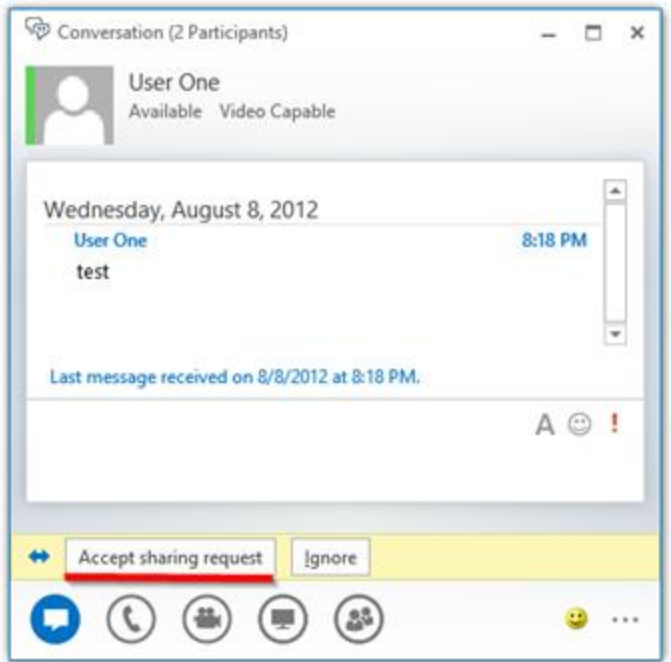 Conversation (2 Participants)
User One
Available Video Capable
Wednesday, August 8, 2012
User One 8:18 PM
test
Last message received on 8/8/2012 at 8:18 PM.
A !
Accept sharing request Ignore